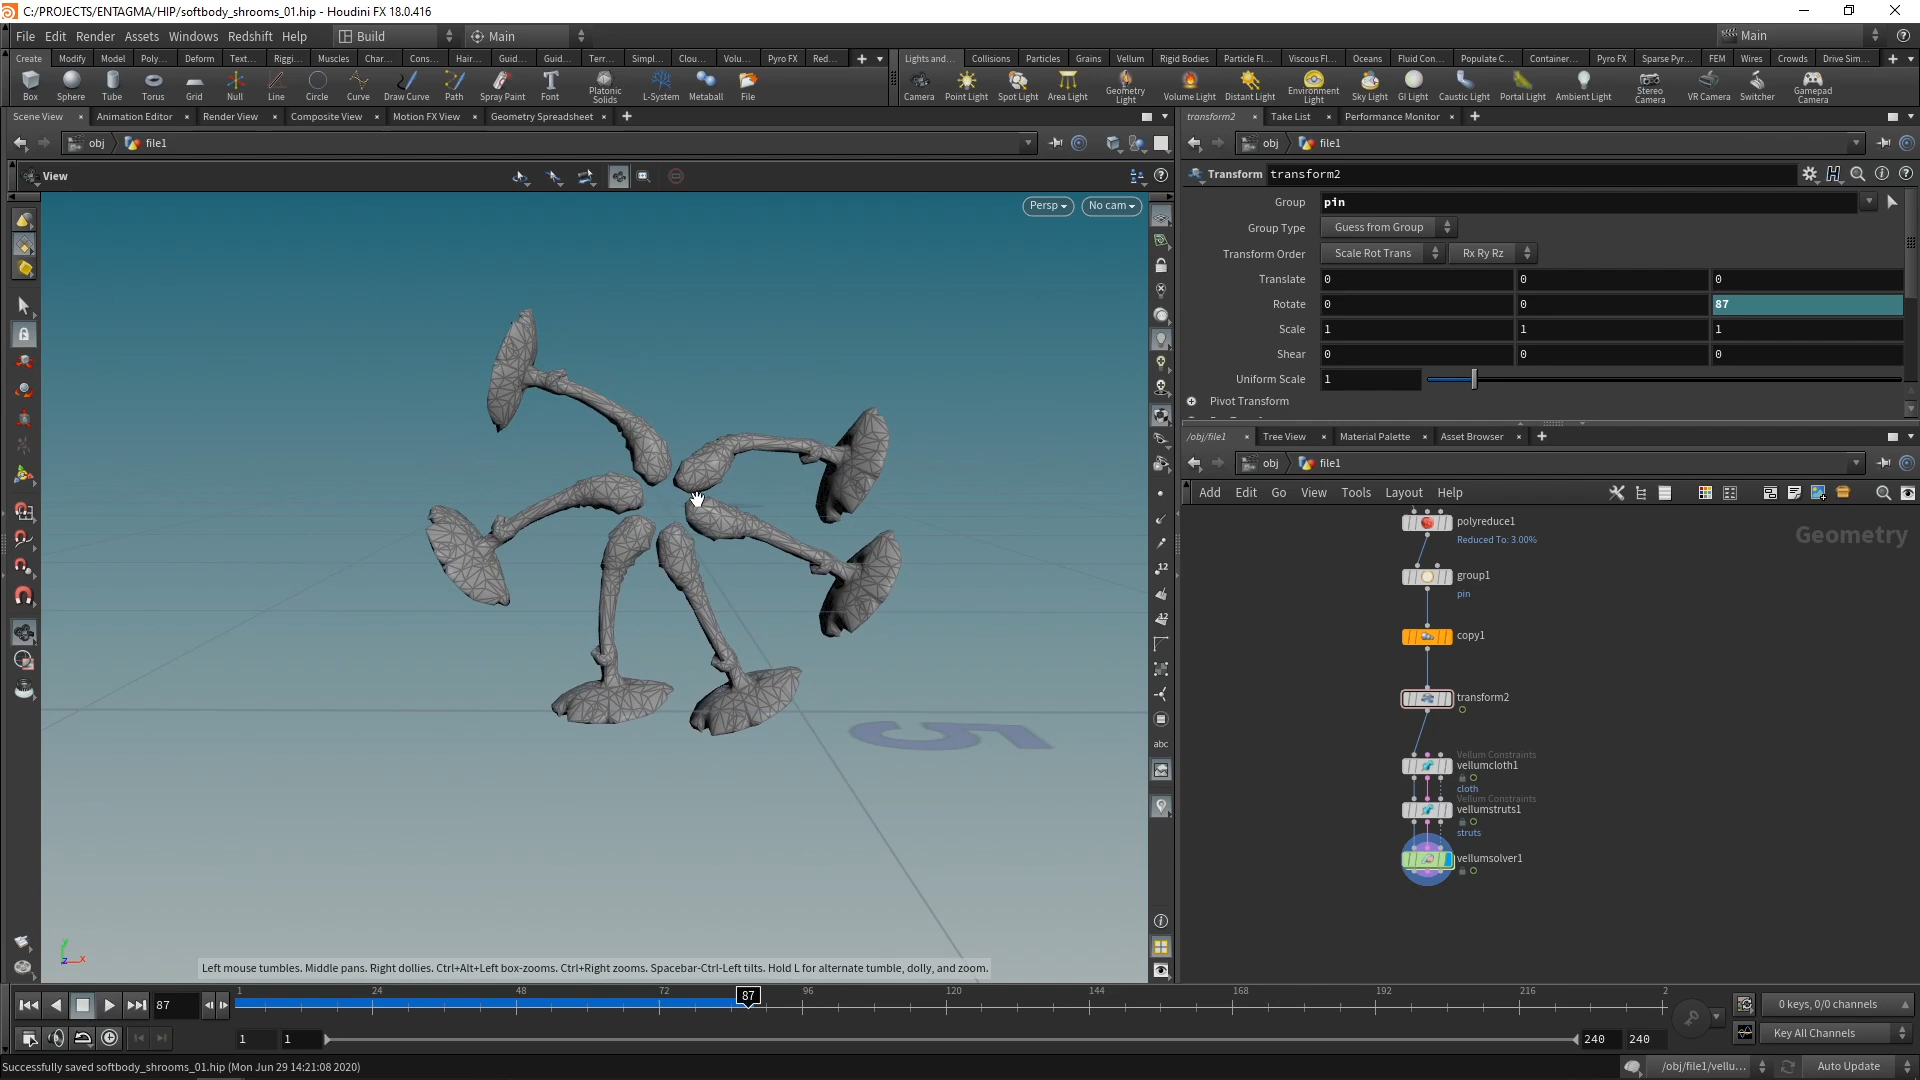 C:/PROJECTS/ENTAGMA/HIP/softbody_shrooms_01.hip - Houdini FX 18.0.416
File Edit Render Assets Windows Redshift Help Build Main Main
Create Modify Model Poly... Deform Text... Riggi... Muscles Char... Cons... Hair... Guid... Guid... Terr... Simpl... Clou... Volu... Pyro FX Red... Lights and... Collisions Particles Grains Vellum Rigid Bodies Particle Fl... Viscous Fl... Oceans Fluid Con... Populate C... Container... Pyro FX Sparse Pyr... FEM Wires Crowds Drive Sim...
Box Sphere Tube Torus Grid Null Line Circle Curve Draw Curve Path Spray Paint Font Platonic Solids L-System Metaball File Camera Point Light Spot Light Area Light Geometry Light Volume Light Distant Light Environment Light Sky Light GI Light Caustic Light Portal Light Ambient Light Stereo Camera VR Camera Switcher Gamepad Camera
Scene View Animation Editor Render View Composite View Motion FX View Geometry Spreadsheet transform2 Take List Performance Monitor
obj file1 obj file1
View
Persp No cam
Transform transform2
Group pin
Group Type Guess from Group
Transform Order Scale Rot Trans Rx Ry Rz
Translate 0 0 0
Rotate 0 0 87
Scale 1 1 1
Shear 0 0 0
Uniform Scale 1
Pivot Transform
/obj/file1 Tree View Material Palette Asset Browser
obj file1
Add Edit Go View Tools Layout Help
Geometry
polyreduce1
Reduced To: 3.00%
group1
pin
copy1
transform2
Vellum Constraints
vellumcloth1
cloth
Vellum Constraints
vellumstruts1
struts
vellumsolver1
12
12
abc
5
y
z x
Left mouse tumbles. Middle pans. Right dollies. Ctrl+Alt+Left box-zooms. Ctrl+Right zooms. Spacebar-Ctrl-Left tilts. Hold L for alternate tumble, dolly, and zoom.
87 1 24 48 72 87 96 120 144 168 192 216 2 0 keys, 0/0 channels
1 1 240 240 Key All Channels
Successfully saved softbody_shrooms_01.hip (Mon Jun 29 14:21:08 2020) /obj/file1/vellu... Auto Update